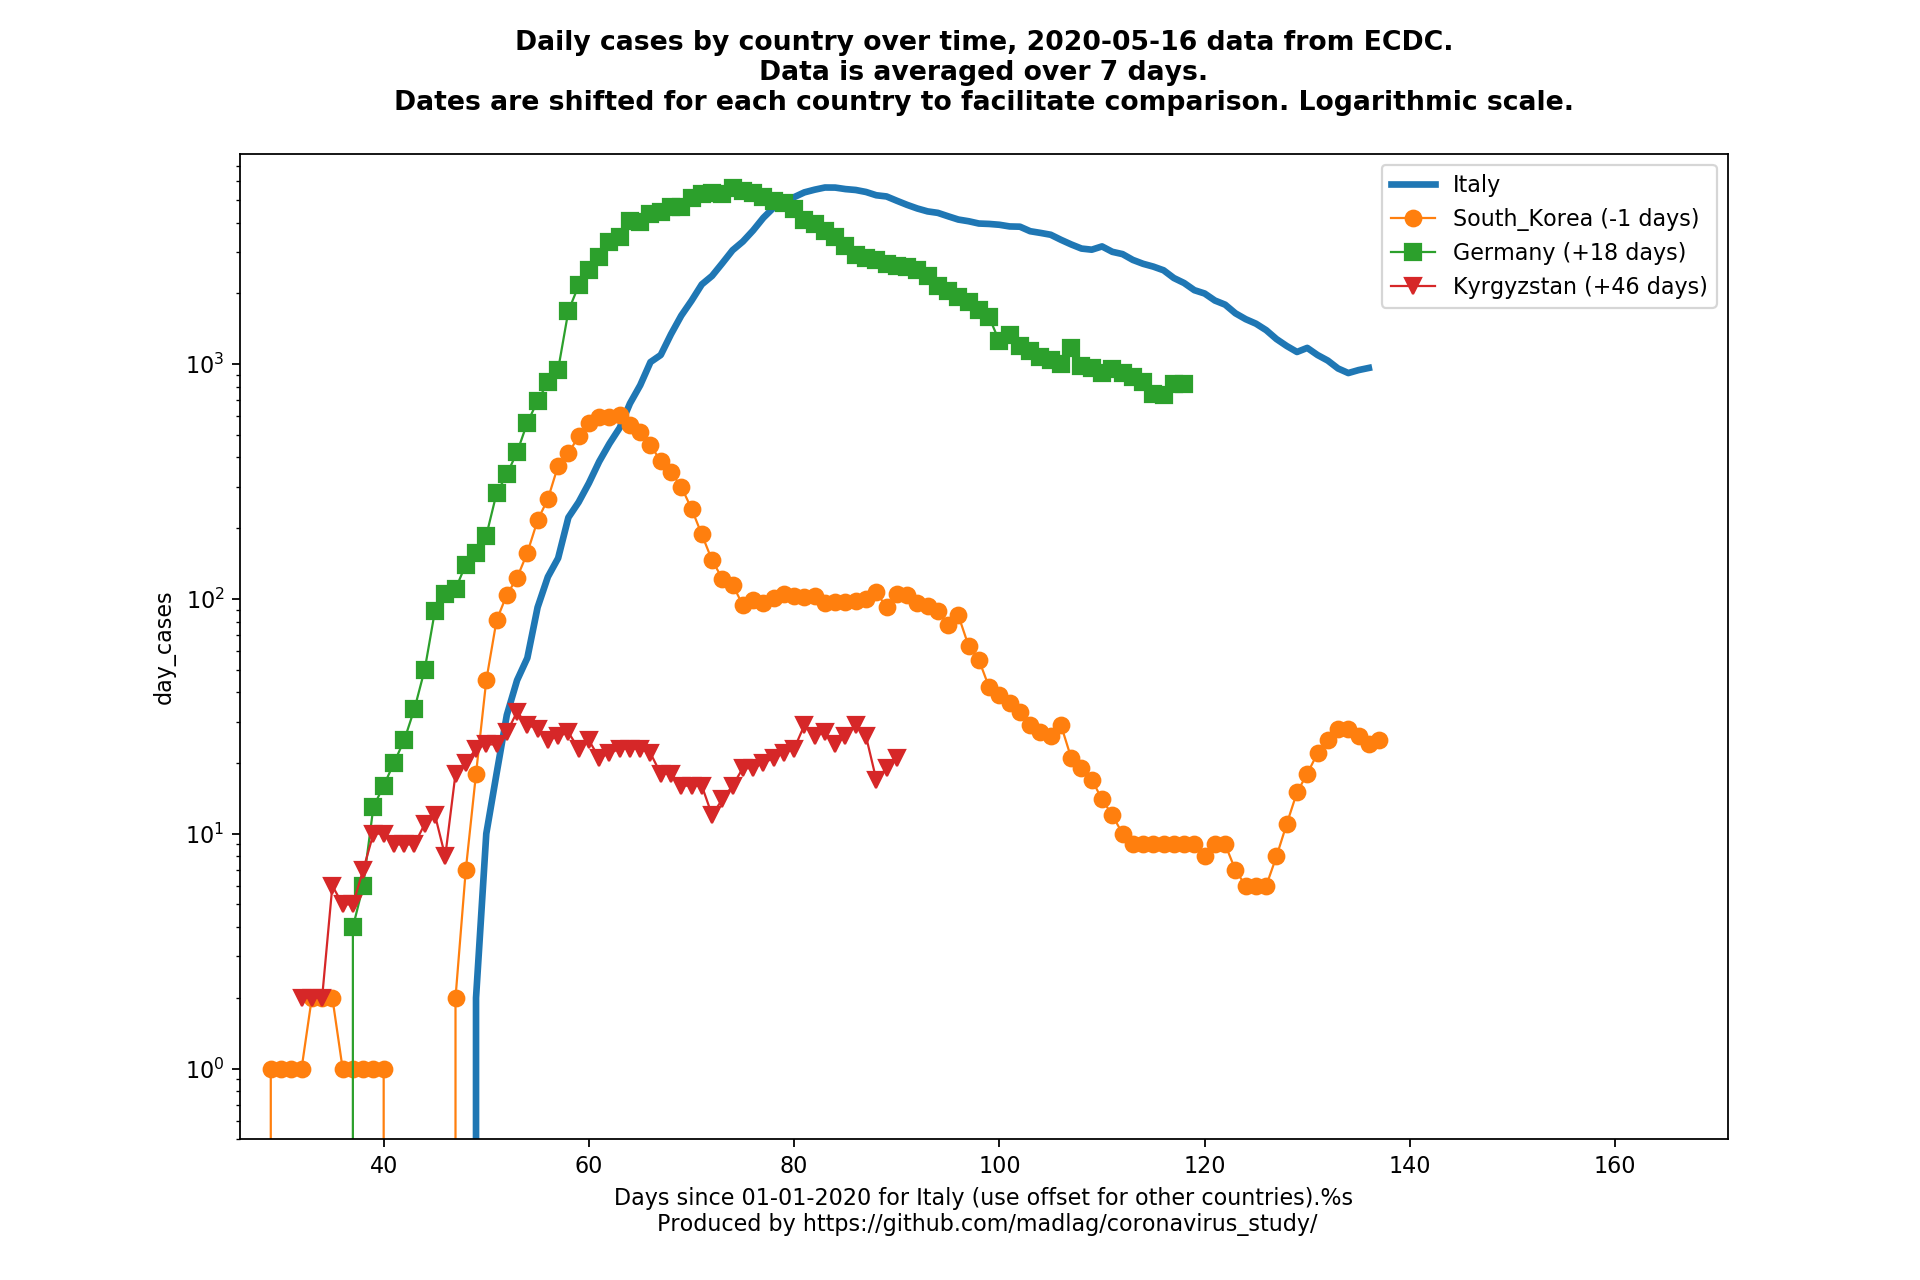 Daily cases by country over time, 2020-05-16 data from ECDC.
Data is averaged over 7 days.
Dates are shifted for each country to facilitate comparison. Logarithmic scale.
Italy
South_Korea (-1 days)
Germany (+18 days)
Kyrgyzstan (+46 days)
day_cases
10³
10²
10¹
10⁰
40 60 80 100 120 140 160
Days since 01-01-2020 for Italy (use offset for other countries).%s
Produced by https://github.com/madlag/coronavirus_study/